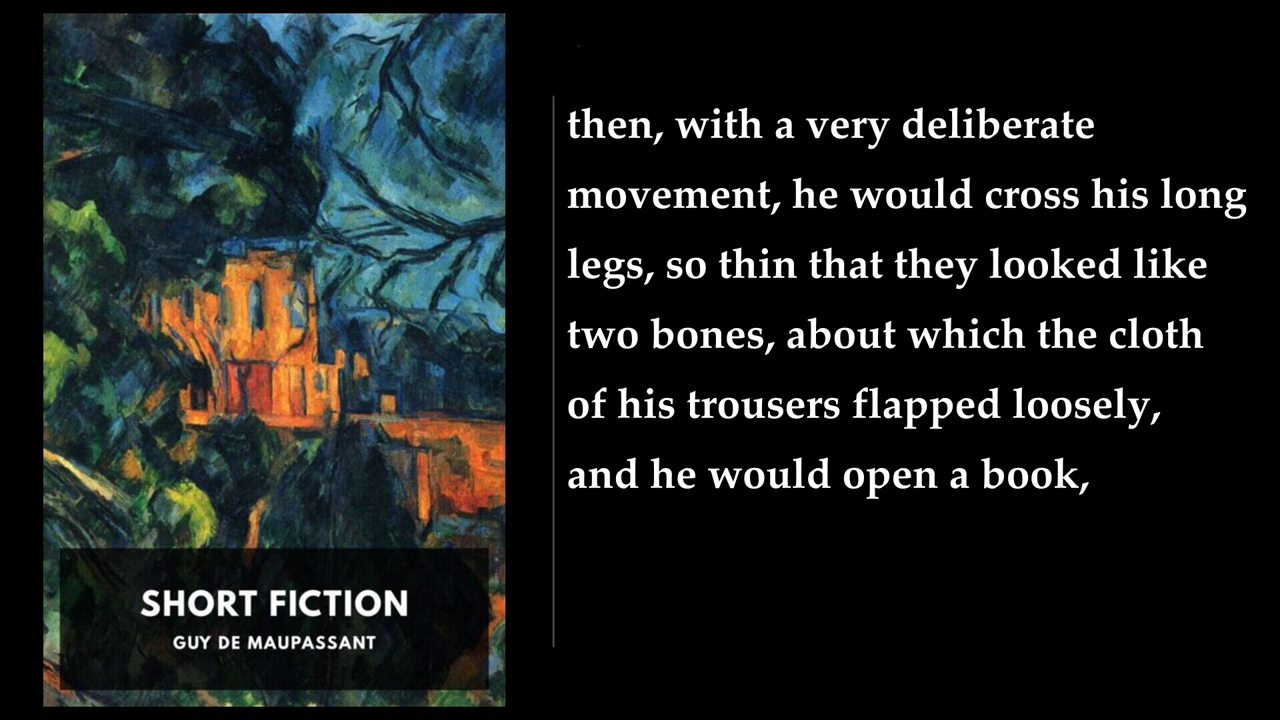 then, with a very deliberate
movement, he would cross his long
legs, so thin that they looked like
two bones, about which the cloth
of his trousers flapped loosely,
and he would open a book,
SHORT FICTION
GUY DE MAUPASSANT